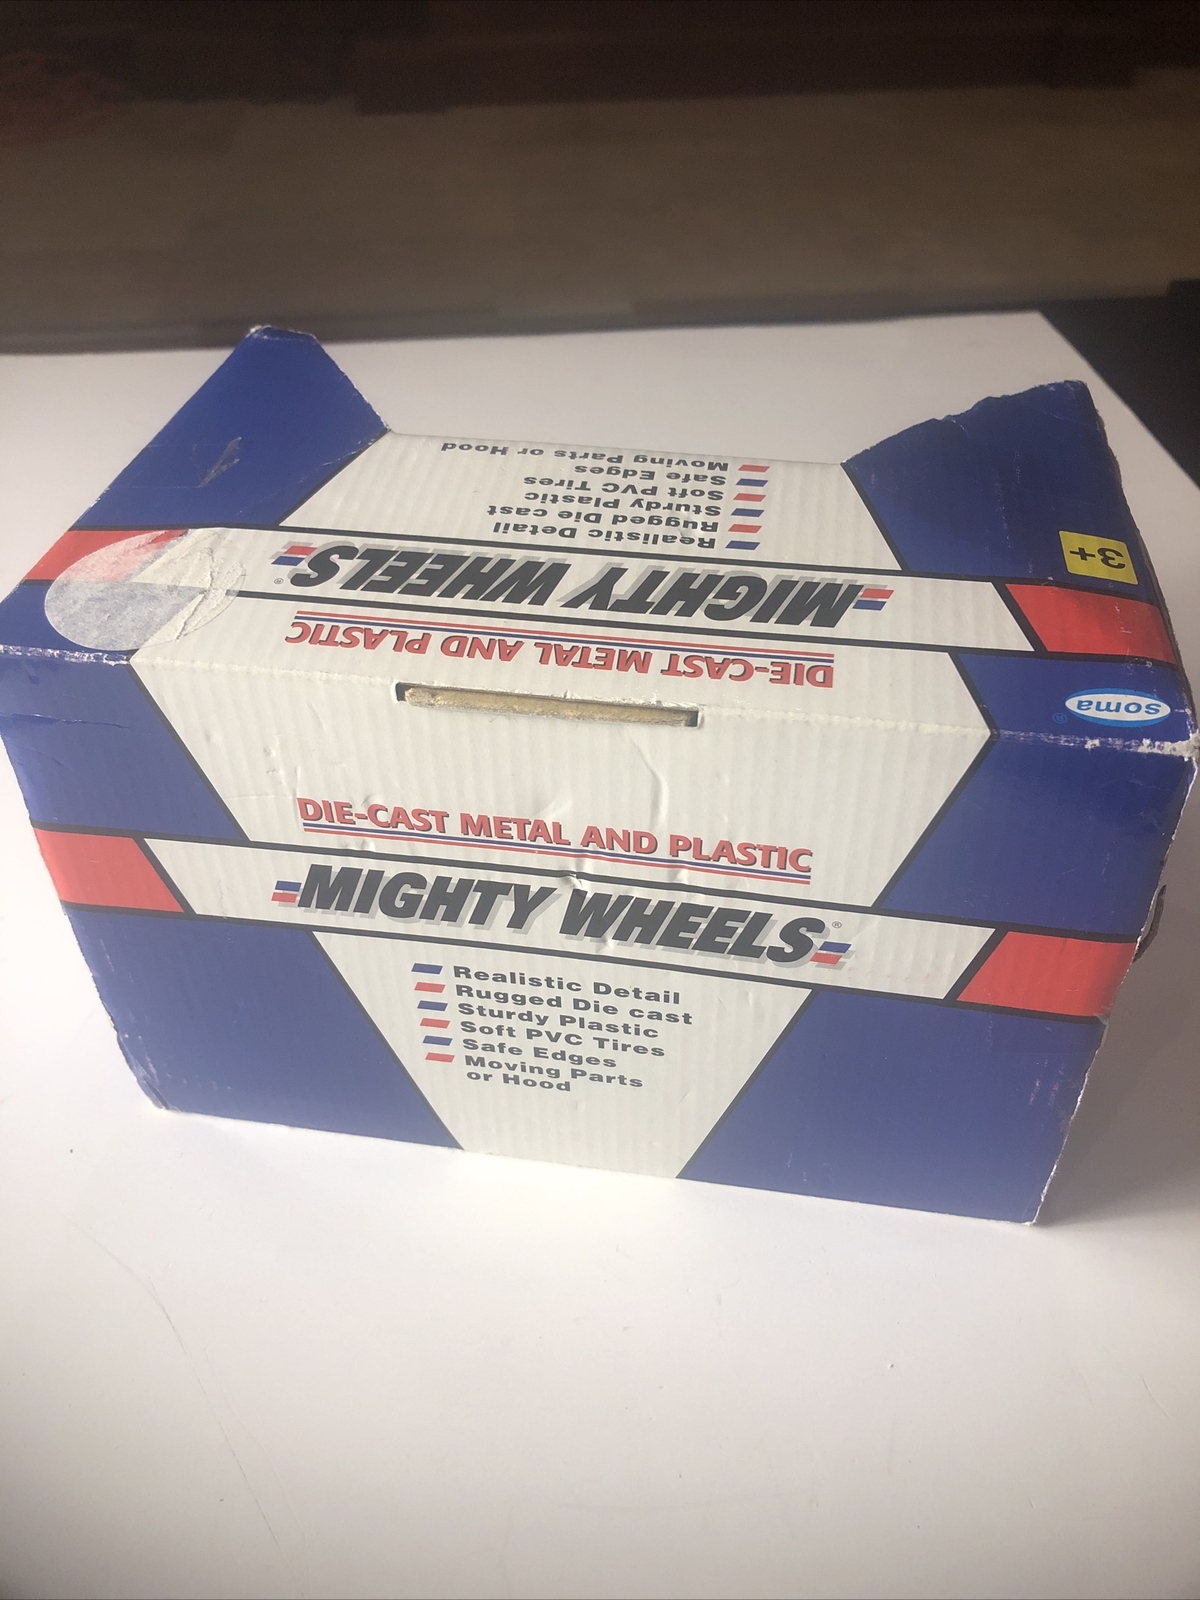 DIE-CAST METAL AND PLASTIC
MIGHTY WHEELS®
Realistic Detail
Rugged Die cast
Sturdy Plastic
Soft PVC Tires
Safe Edges
Moving Parts
or Hood
soma®
DIE-CAST METAL AND PLASTIC
MIGHTY WHEELS®
3+
Realistic Detail
Rugged Die cast
Sturdy Plastic
Soft PVC Tires
Safe Edges
Moving Parts or Hood